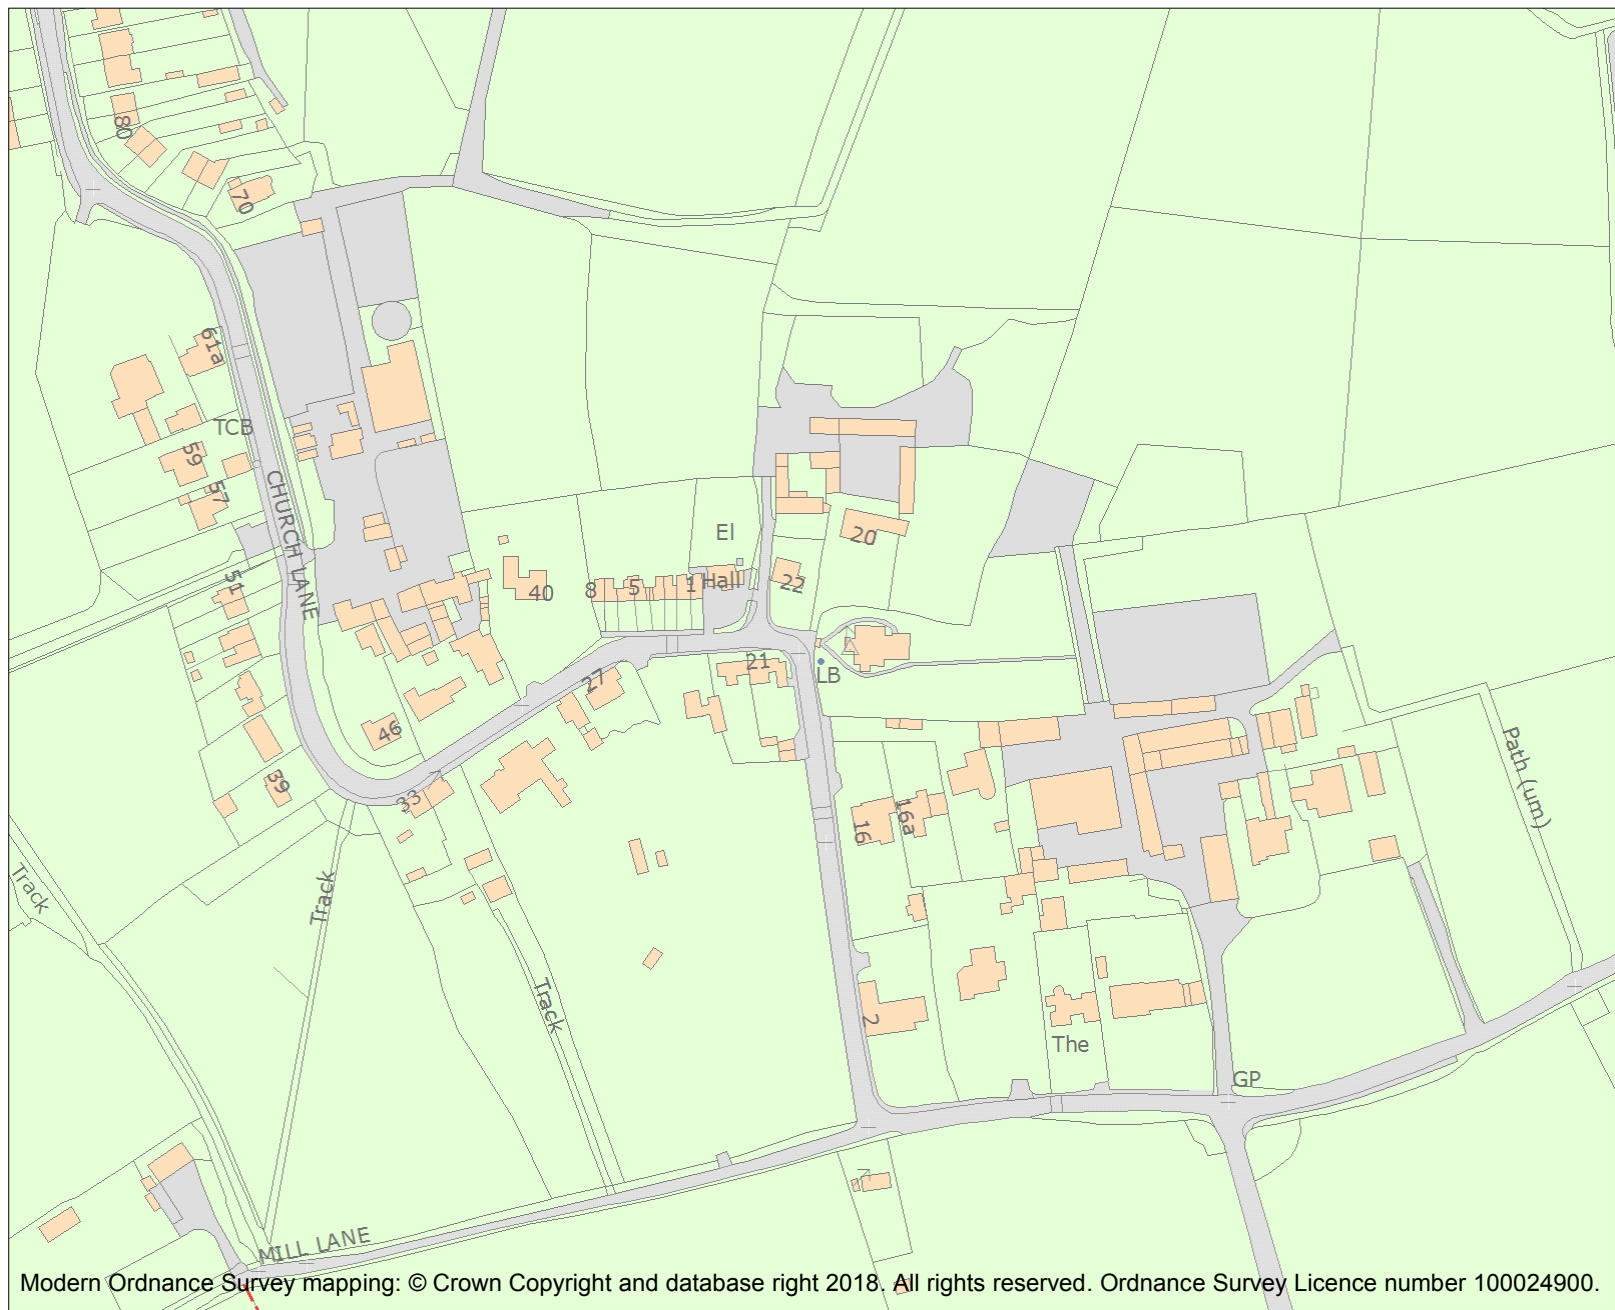 80
70
61a
TCB
59
57
CHURCH LANE
CHURCH LANE
51
46
39
33
27
40
8
5
1
Hall
El
22
20
21
LB
16
16a
2
The
GP
Path (um)
Track
Track
Track
MILL LANE
Modern Ordnance Survey mapping: © Crown Copyright and database right 2018. All rights reserved. Ordnance Survey Licence number 100024900.